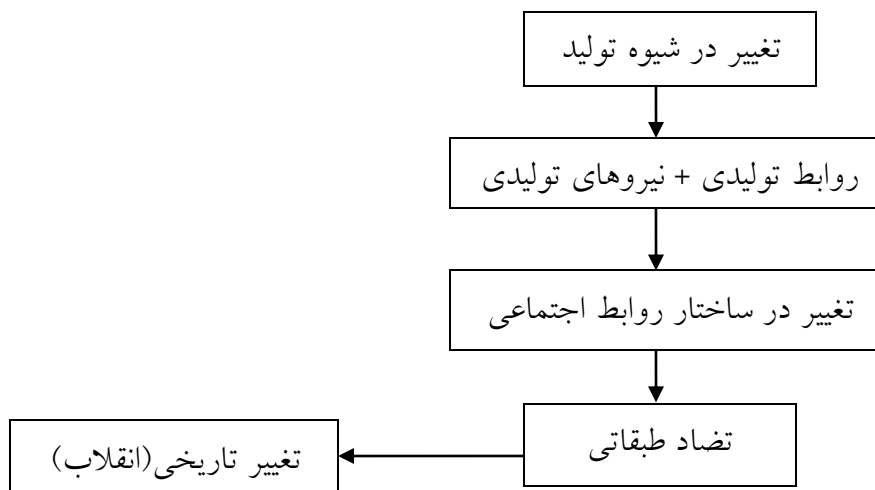 تغییر در شیوه تولید
روابط تولیدی + نیروهای تولیدی
تغییر در ساختار روابط اجتماعی
تضاد طبقاتی
تغییر تاریخی(انقلاب)